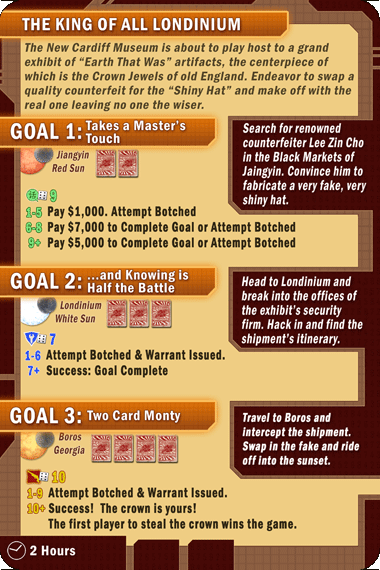 THE KING OF ALL LONDINIUM
The New Cardiff Museum is about to play host to a grand
exhibit of "Earth That Was" artifacts, the centerpiece of
which is the Crown Jewels of old England. Endeavor to swap a
quality counterfeit for the "Shiny Hat" and make off with the
real one leaving no one the wiser.
GOAL 1: Takes a Master's
Touch
Jiangyin
Red Sun
9
1-5 Pay $1,000. Attempt Botched
6-8 Pay $7,000 to Complete Goal or Attempt Botched
9+ Pay $5,000 to Complete Goal or Attempt Botched
Search for renowned
counterfeiter Lee Zin Cho
in the Black Markets of
Jaingyin. Convince him to
fabricate a very fake, very
shiny hat.
GOAL 2: ...and Knowing is
Half the Battle
Londinium
White Sun
7
1-6 Attempt Botched & Warrant Issued.
7+ Success: Goal Complete
Head to Londinium and
break into the offices of
the exhibit's security
firm. Hack in and find the
shipment's itinerary.
GOAL 3: Two Card Monty
Boros
Georgia
10
1-9 Attempt Botched & Warrant Issued.
10+ Success! The crown is yours!
The first player to steal the crown wins the game.
Travel to Boros and
intercept the shipment.
Swap in the fake and ride
off into the sunset.
2 Hours